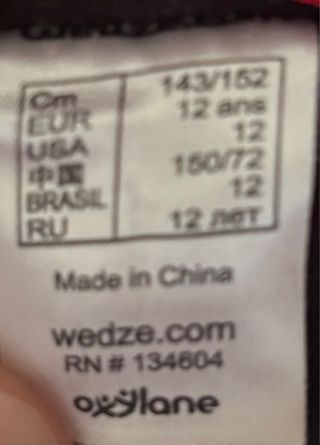 Cm 143/152
EUR 12 ans
USA 12
中国 150/72
BRASIL 12
RU 12 лет
Made in China
wedze.com
RN # 134604
oxylane